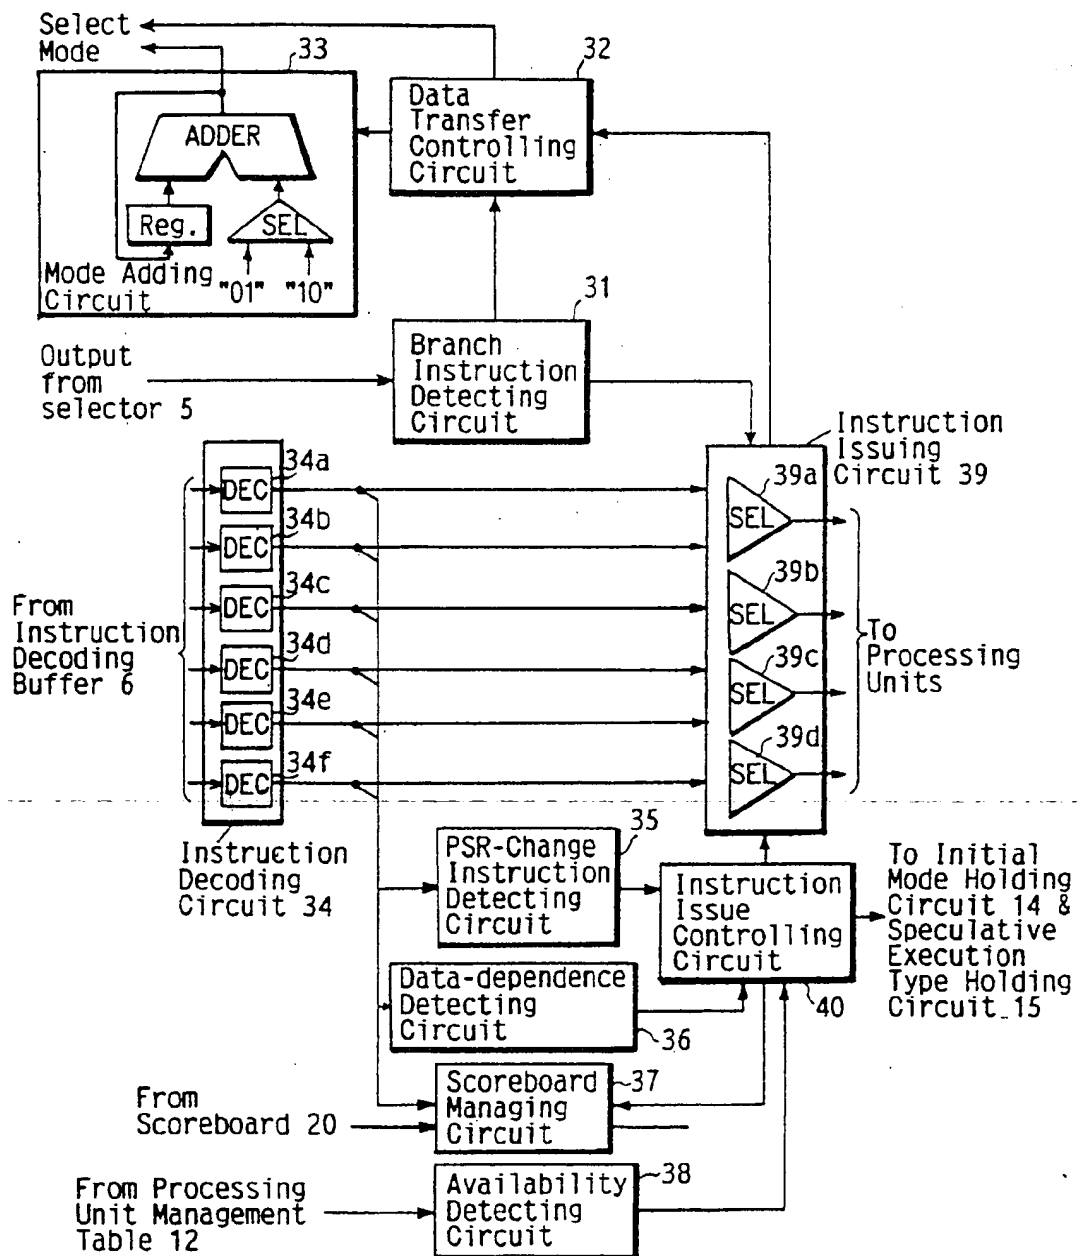 Select
Mode
33
ADDER
Reg.
SEL
Mode Adding
Circuit
"01" "10"
32
Data
Transfer
Controlling
Circuit
31
Branch
Instruction
Detecting
Circuit
Output
from
selector 5
Instruction
Issuing
Circuit 39
From
Instruction
Decoding
Buffer 6
DEC
34a
DEC
34b
DEC
34c
DEC
34d
DEC
34e
DEC
34f
Instruction
Decoding
Circuit 34
SEL
39a
SEL
39b
SEL
39c
SEL
39d
To
Processing
Units
35
PSR-Change
Instruction
Detecting
Circuit
Instruction
Issue
Controlling
Circuit
40
To Initial
Mode Holding
Circuit 14 &
Speculative
Execution
Type Holding
Circuit 15
Data-dependence
Detecting
Circuit
36
From
Scoreboard 20
Scoreboard
Managing
Circuit
37
From Processing
Unit Management
Table 12
Availability
Detecting
Circuit
38